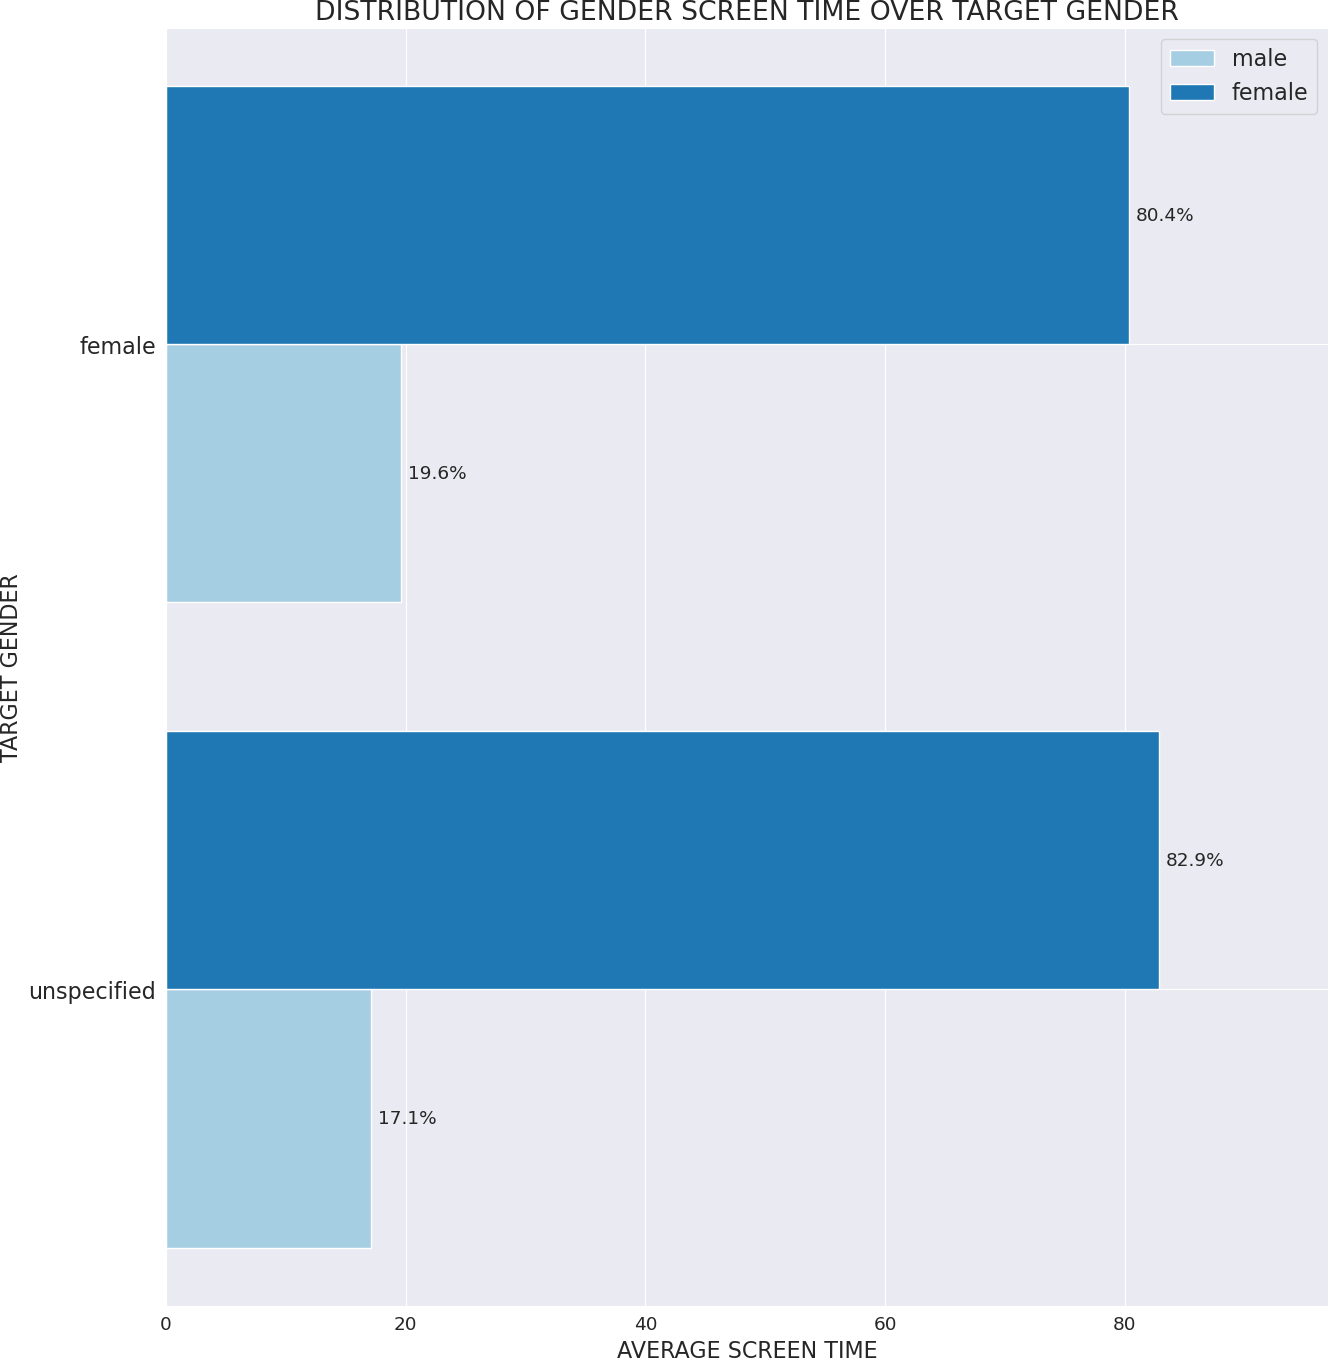 DISTRIBUTION OF GENDER SCREEN TIME OVER TARGET GENDER
male
female
80.4%
female
19.6%
TARGET GENDER
82.9%
unspecified
17.1%
0 20 40 60 80
AVERAGE SCREEN TIME